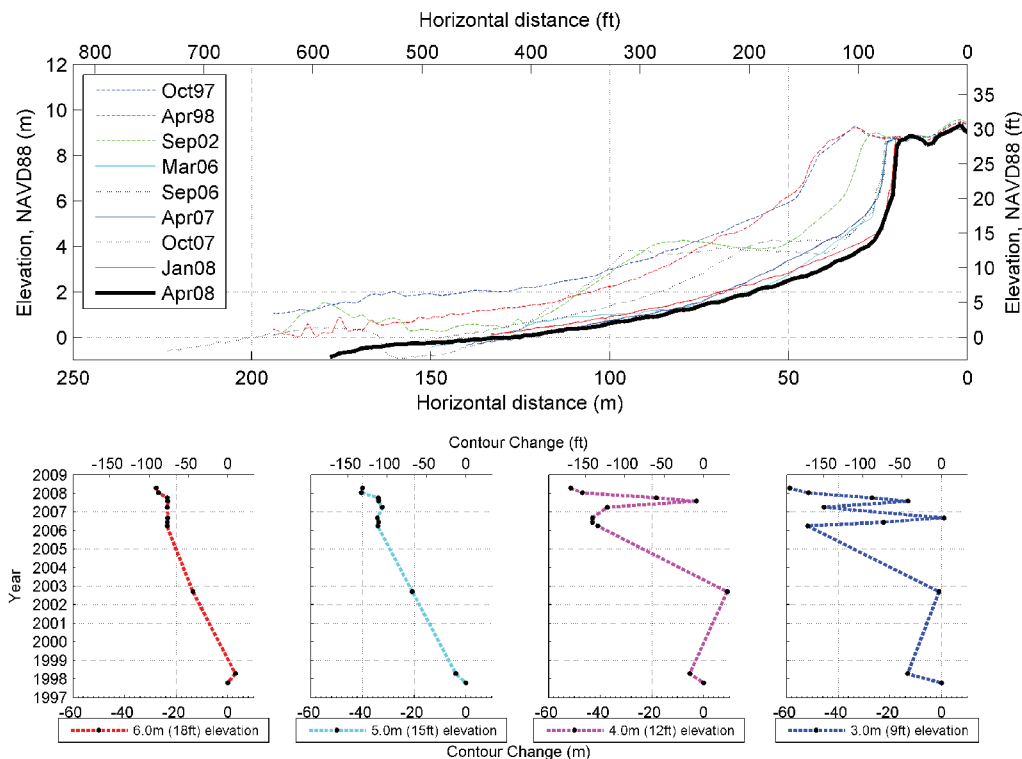 Horizontal distance (ft)
800 700 600 500 400 300 200 100 0
12
10
8
6
4
2
0
Elevation, NAVD88 (m)
Oct97
Apr98
Sep02
Mar06
Sep06
Apr07
Oct07
Jan08
Apr08
35
30
25
20
15
10
5
0
Elevation, NAVD88 (ft)
250 200 150 100 50 0
Horizontal distance (m)
Contour Change (ft)
-150 -100 -50 0
-150 -100 -50 0
-150 -100 -50 0
-150 -100 -50 0
2009
2008
2007
2006
2003
2002
2001
2000
1999
1998
1997
Year
-60 -40 -20 0
-60 -40 -20 0
-60 -40 -20 0
-60 -40 -20 0
6.0m (18ft) elevation
5.0m (15ft) elevation
4.0m (12ft) elevation
3.0m (9ft) elevation
Contour Change (m)